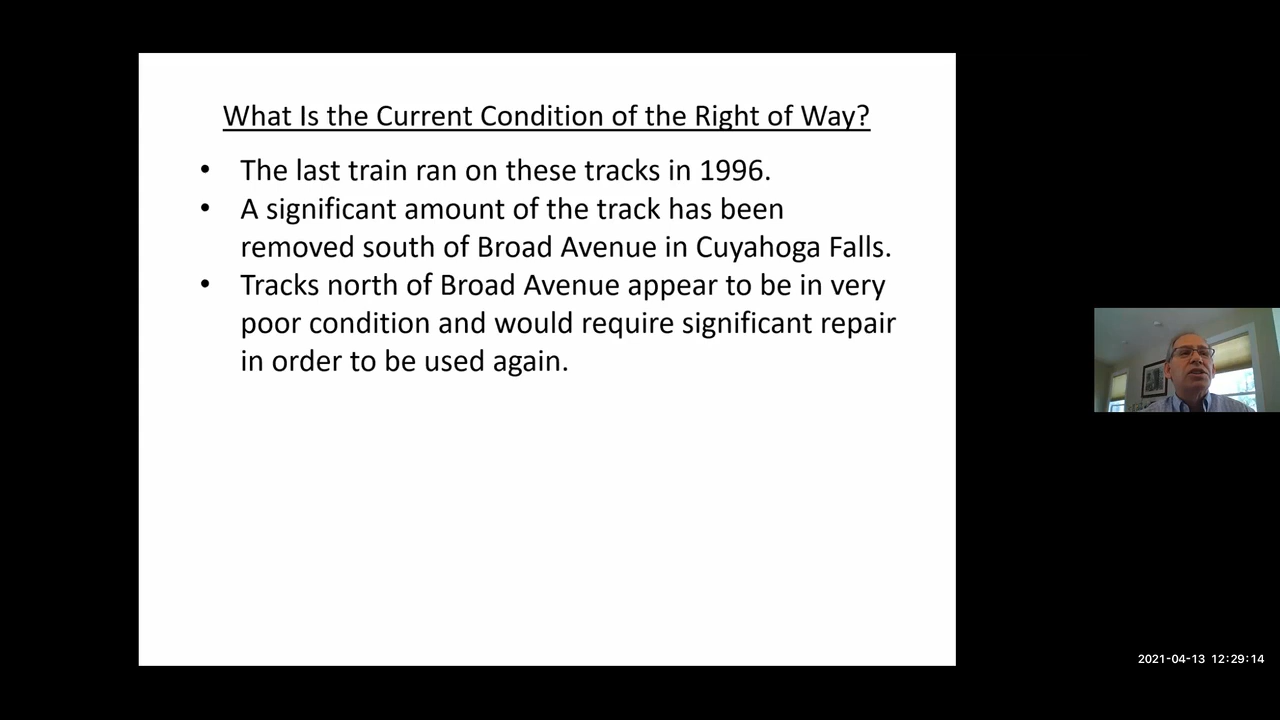 What Is the Current Condition of the Right of Way?
• The last train ran on these tracks in 1996.
• A significant amount of the track has been
removed south of Broad Avenue in Cuyahoga Falls.
• Tracks north of Broad Avenue appear to be in very
poor condition and would require significant repair
in order to be used again.
2021-04-13 12:29:14